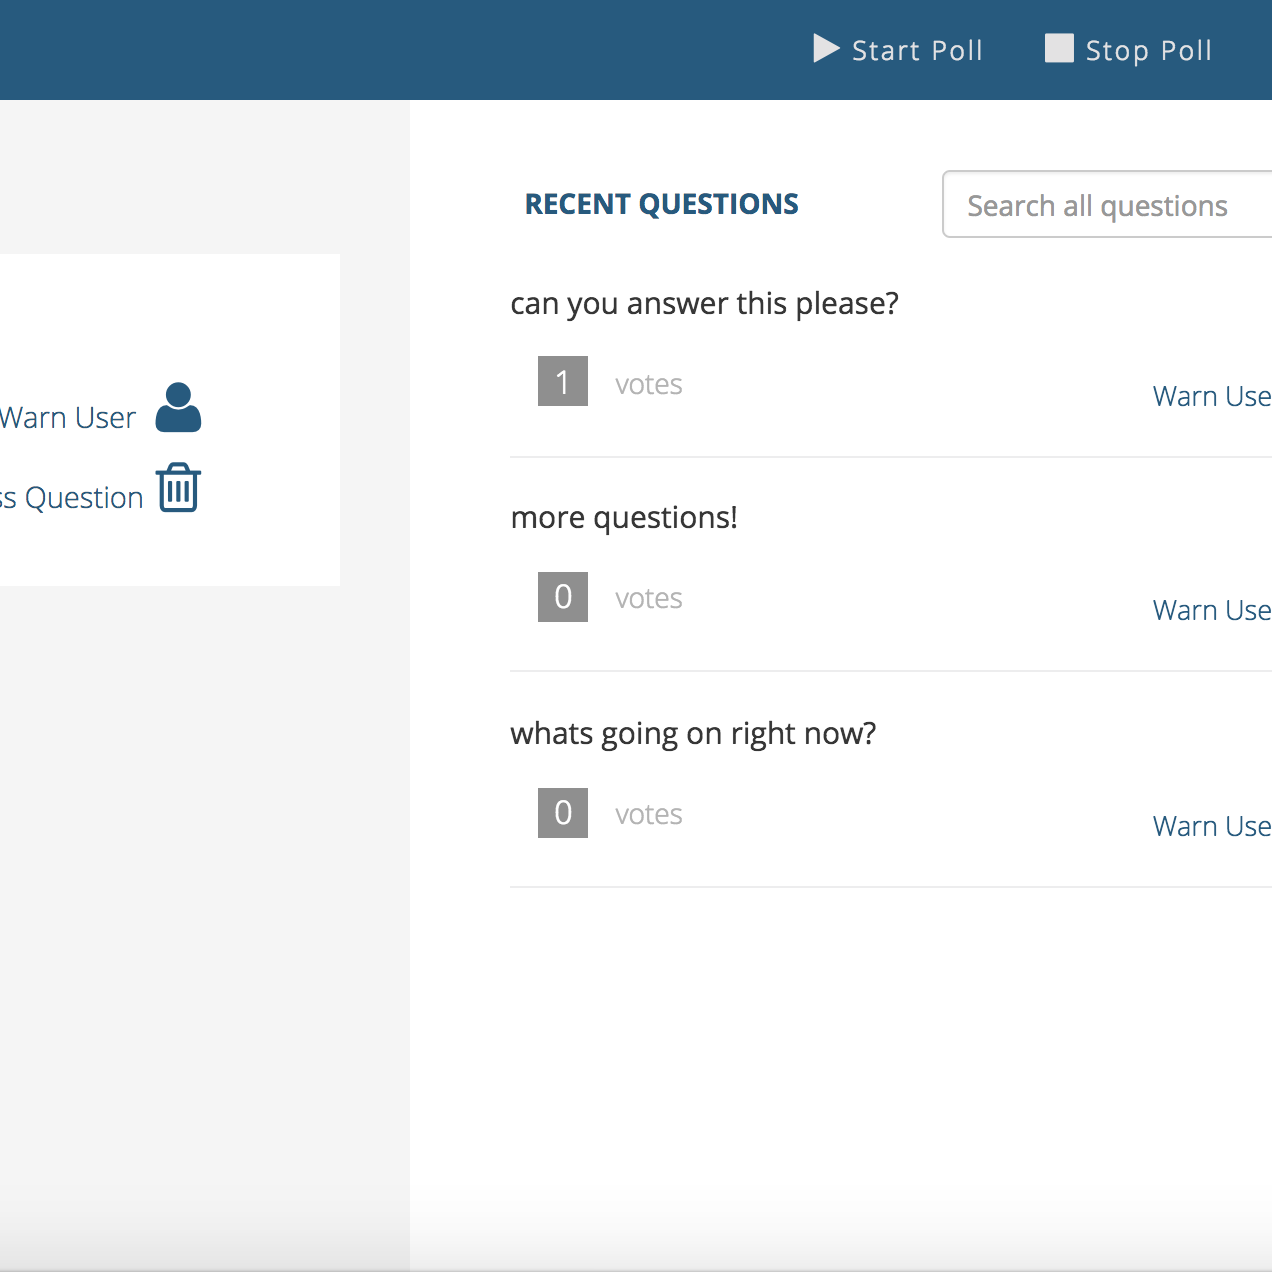 Start Poll
Stop Poll
RECENT QUESTIONS
Search all questions
can you answer this please?
1 votes
Warn Use
Warn User
ss Question
more questions!
0 votes
Warn Use
whats going on right now?
0 votes
Warn Use